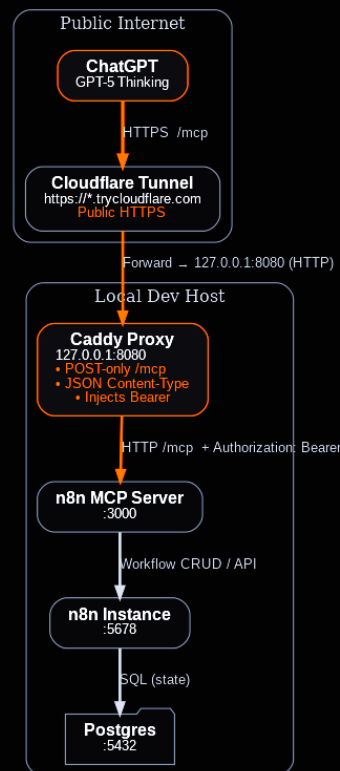 Public Internet
ChatGPT
GPT-5 Thinking
HTTPS /mcp
Cloudflare Tunnel
https://*.trycloudflare.com
Public HTTPS
Forward → 127.0.0.1:8080 (HTTP)
Local Dev Host
Caddy Proxy
127.0.0.1:8080
• POST-only /mcp
• JSON Content-Type
• Injects Bearer
HTTP /mcp + Authorization: Bearer
n8n MCP Server
:3000
Workflow CRUD / API
n8n Instance
:5678
SQL (state)
Postgres
:5432